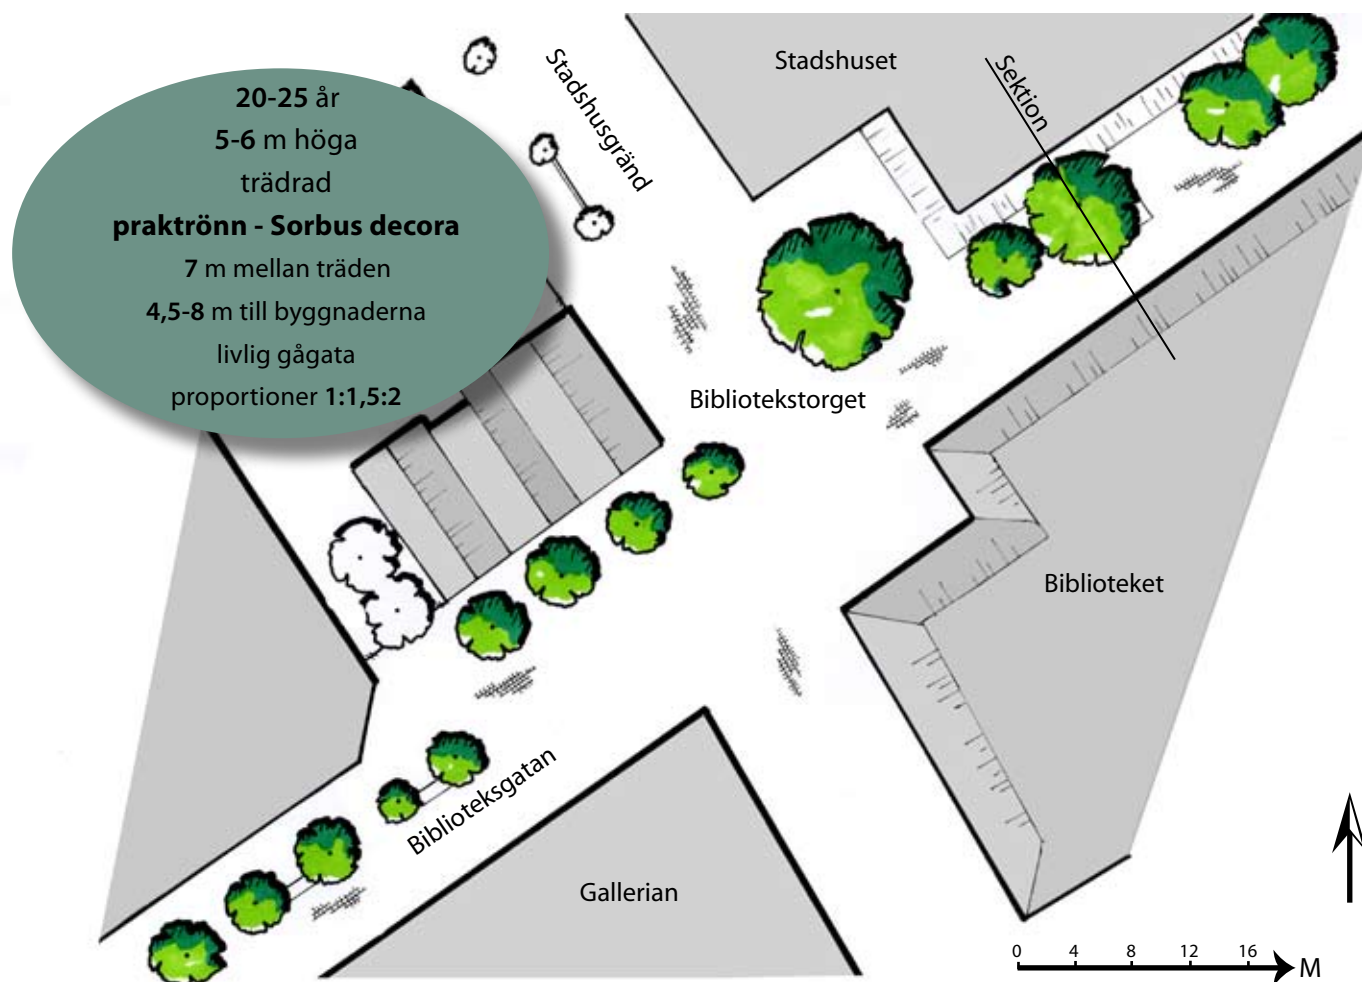 20-25 år
5-6 m höga
trädrad
praktrönn - Sorbus decora
7 m mellan träden
4,5-8 m till byggnaderna
livlig gågata
proportioner 1:1,5:2
Stadshusgränd
Stadshuset
Sektion
Bibliotekstorget
Biblioteket
Biblioteksgatan
Gallerian
0 4 8 12 16 M